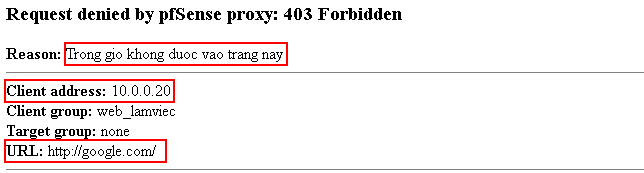 Request denied by pfSense proxy: 403 Forbidden
Reason: Trong gio khong duoc vao trang nay
Client address: 10.0.0.20
Client group: web_lamviec
Target group: none
URL: http://google.com/